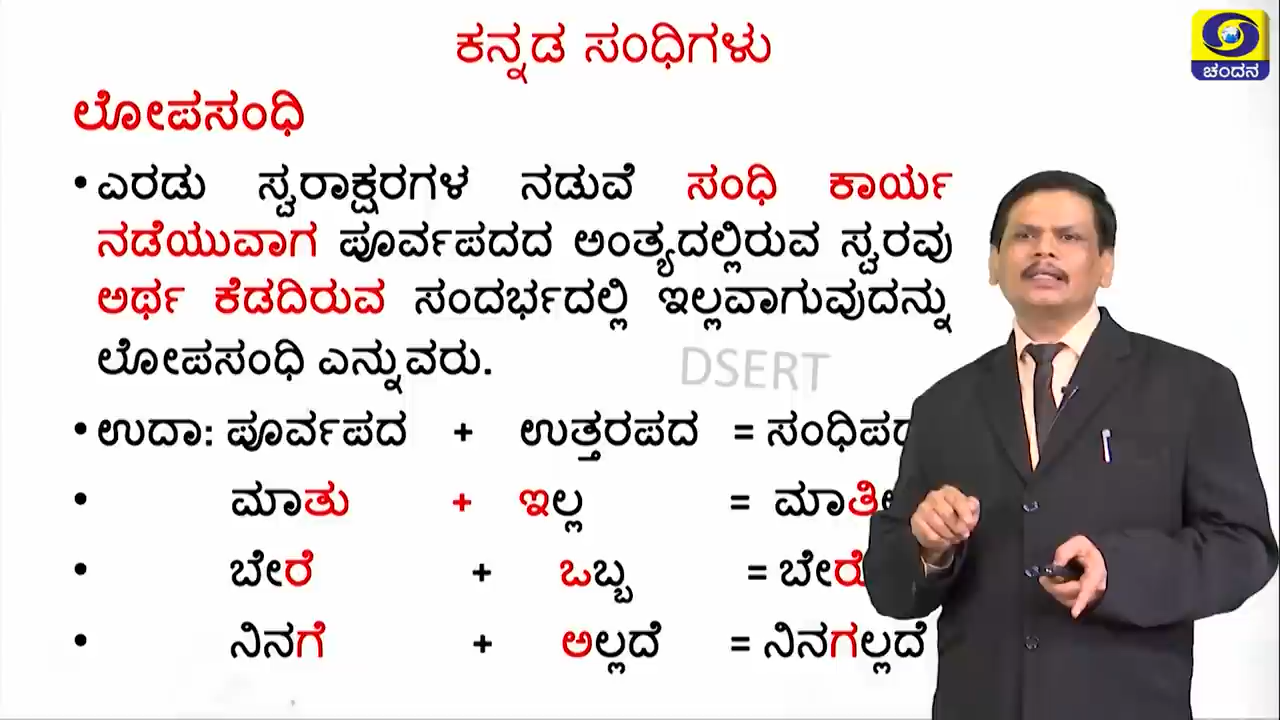 ಕನ್ನಡ ಸಂಧಿಗಳು
ಚಂದನ
ಲೋಪಸಂಧಿ
•ಎರಡು ಸ್ವರಾಕ್ಷರಗಳ ನಡುವೆ ಸಂಧಿ ಕಾರ್ಯ
ನಡೆಯುವಾಗ ಪೂರ್ವಪದದ ಅಂತ್ಯದಲ್ಲಿರುವ ಸ್ವರವು
ಅರ್ಥ ಕೆಡದಿರುವ ಸಂದರ್ಭದಲ್ಲಿ ಇಲ್ಲವಾಗುವುದನ್ನು
ಲೋಪಸಂಧಿ ಎನ್ನುವರು.
DSERT
•ಉದಾ: ಪೂರ್ವಪದ + ಉತ್ತರಪದ =
• ಮಾತು + ಇಲ್ಲ =
• ಬೇರೆ + ಒಬ್ಬ =
• ನಿನಗೆ + ಅಲ್ಲದೆ = ನಿನಗಲ್ಲದೆ